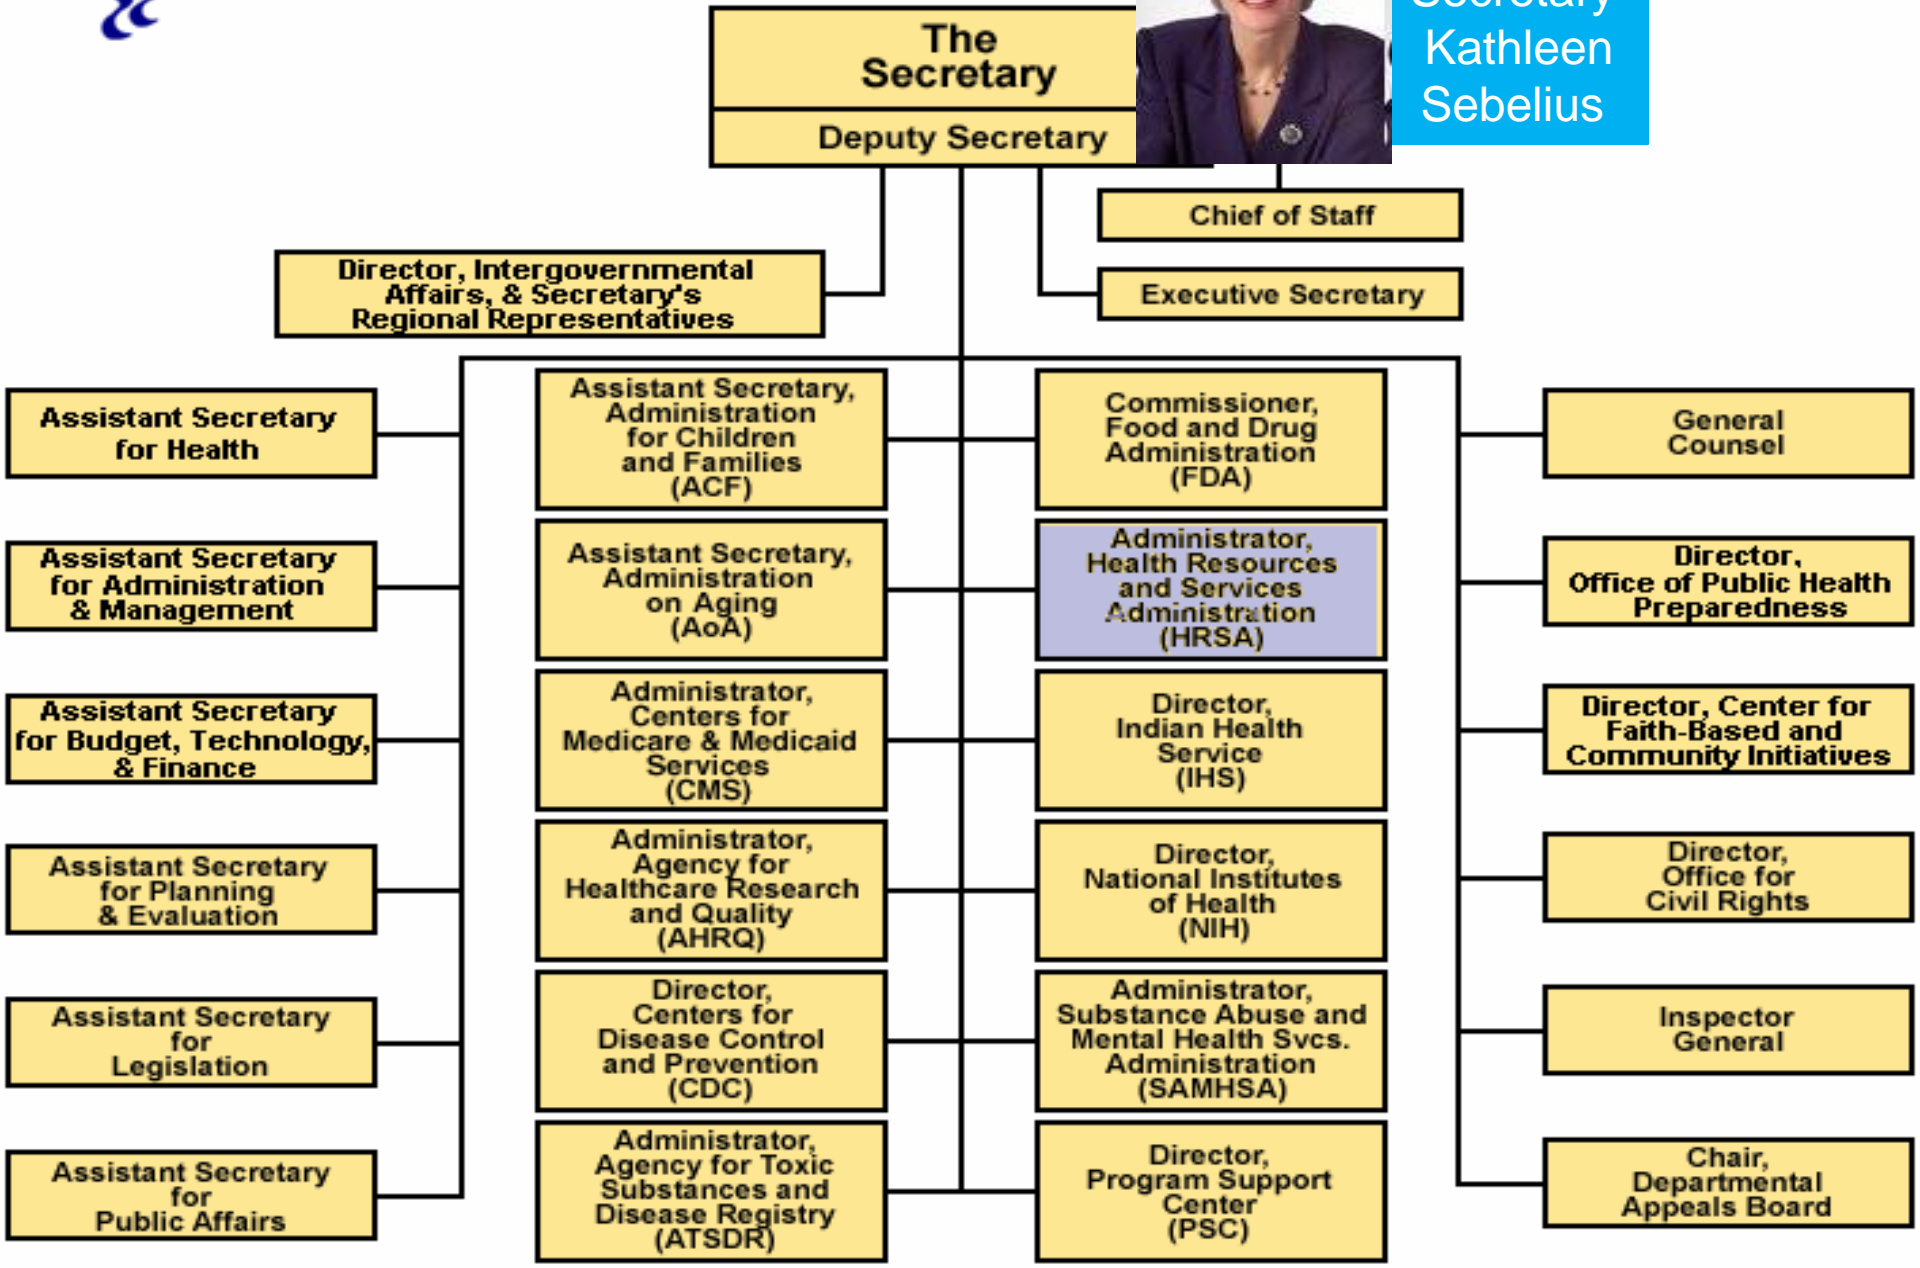 The
Secretary
Deputy Secretary
Secretary
Kathleen
Sebelius
Chief of Staff
Executive Secretary
Director, Intergovernmental
Affairs, & Secretary's
Regional Representatives
Assistant Secretary
for Health
Assistant Secretary
for Administration
& Management
Assistant Secretary
for Budget, Technology,
& Finance
Assistant Secretary
for Planning
& Evaluation
Assistant Secretary
for
Legislation
Assistant Secretary
for
Public Affairs
Assistant Secretary,
Administration
for Children
and Families
(ACF)
Assistant Secretary,
Administration
on Aging
(AoA)
Administrator,
Centers for
Medicare & Medicaid
Services
(CMS)
Administrator,
Agency for
Healthcare Research
and Quality
(AHRQ)
Director,
Centers for
Disease Control
and Prevention
(CDC)
Administrator,
Agency for Toxic
Substances and
Disease Registry
(ATSDR)
Commissioner,
Food and Drug
Administration
(FDA)
Administrator,
Health Resources
and Services
Administration
(HRSA)
Director,
Indian Health
Service
(IHS)
Director,
National Institutes
of Health
(NIH)
Administrator,
Substance Abuse and
Mental Health Svcs.
Administration
(SAMHSA)
Director,
Program Support
Center
(PSC)
General
Counsel
Director,
Office of Public Health
Preparedness
Director, Center for
Faith-Based and
Community Initiatives
Director,
Office for
Civil Rights
Inspector
General
Chair,
Departmental
Appeals Board